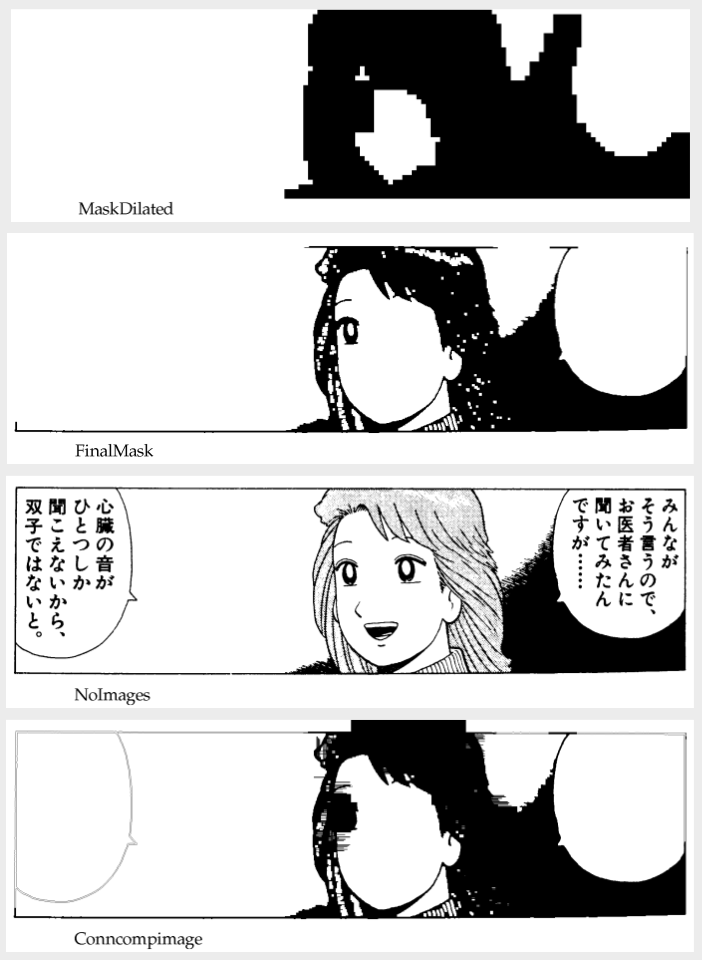 MaskDilated
FinalMask
みんなが
そう言うので、
お医者さんに
聞いてみたん
ですが……
心臓の音が
ひとつしか
聞こえないから、
双子ではないと。
NoImages
Conncompimage